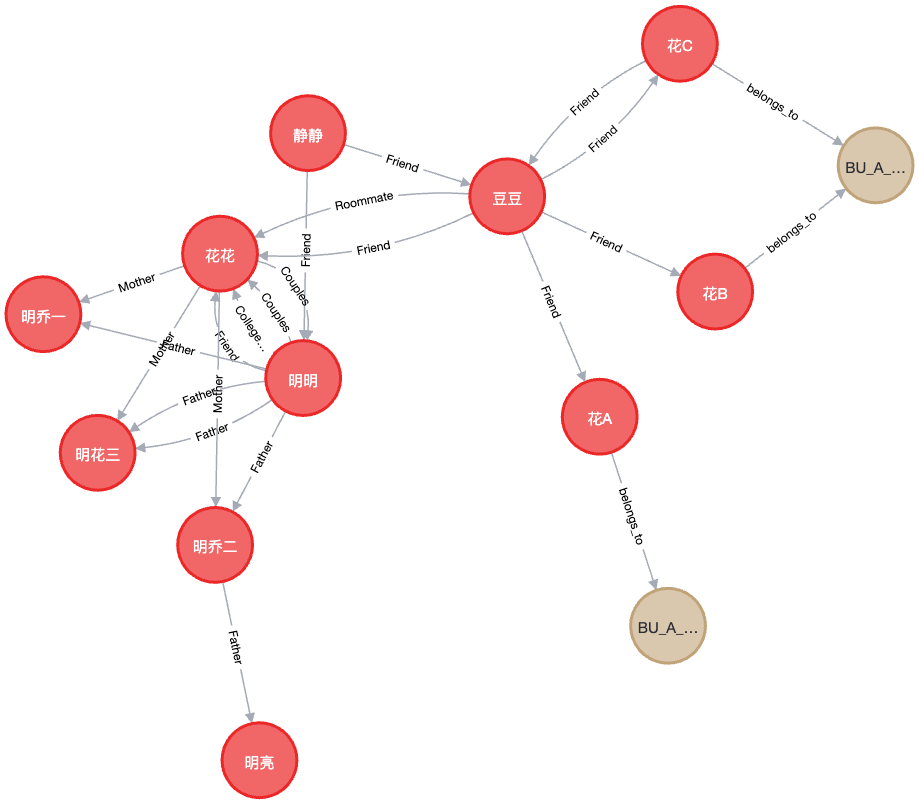 花C
Friend
belongs_to
静静
Friend
Friend
BU_A_...
豆豆
Roommate
belongs_to
Friend
花花
Friend
Friend
Couples
花B
Mother
明乔一
Couples
Friend
College...
Mother
Father
Friend
明明
Mother
Father
花A
Father
明花三
Father
belongs_to
明乔二
BU_A_...
Father
明亮